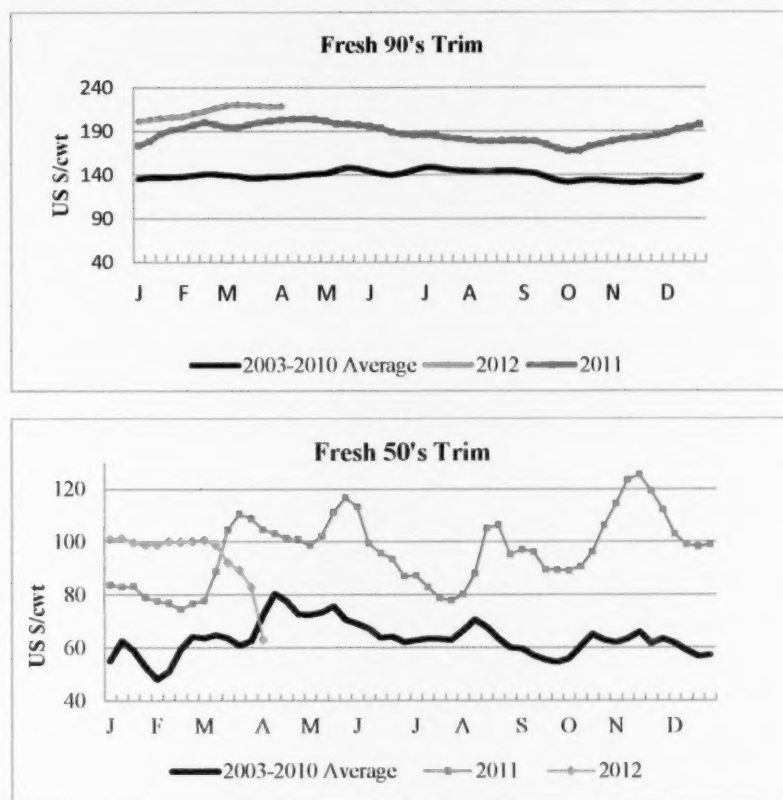 Fresh 90's Trim
US $/cwt
240
190
140
90
40
J F M A M J J A S O N D
2003-2010 Average 2012 2011
Fresh 50's Trim
US $/cwt
120
100
80
60
40
J F M A M J J A S O N D
2003-2010 Average 2011 2012